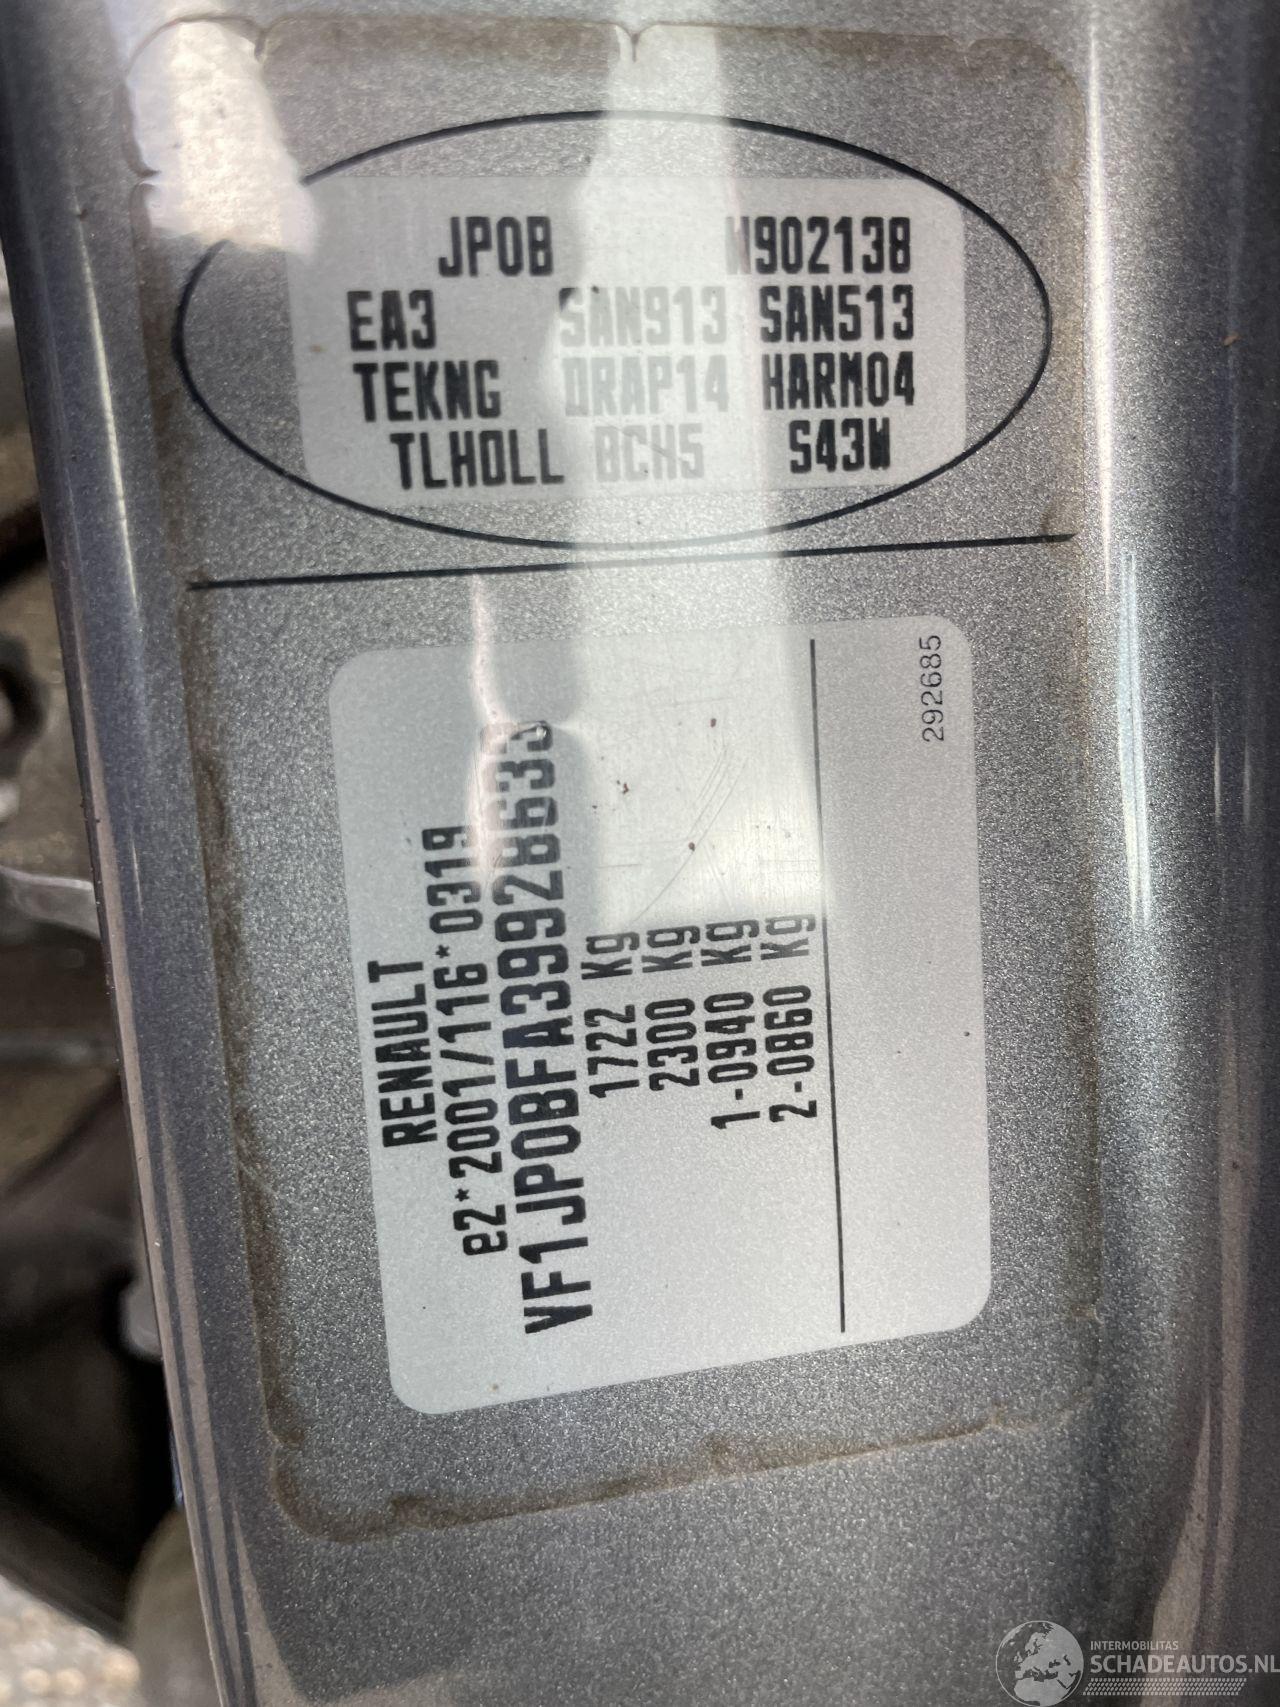 JP0B N902138
EA3 SAN913 SAN513
TEKNG DRAP14 HARM04
TLHOLL BCH5 S43W
RENAULT
e2*2001/116*0319
VF1JP0BFA39928633
1722 Kg
2300 Kg
1-0940 Kg
2-0860 Kg
292685
INTERMOBILITAS
SCHADEAUTOS.NL